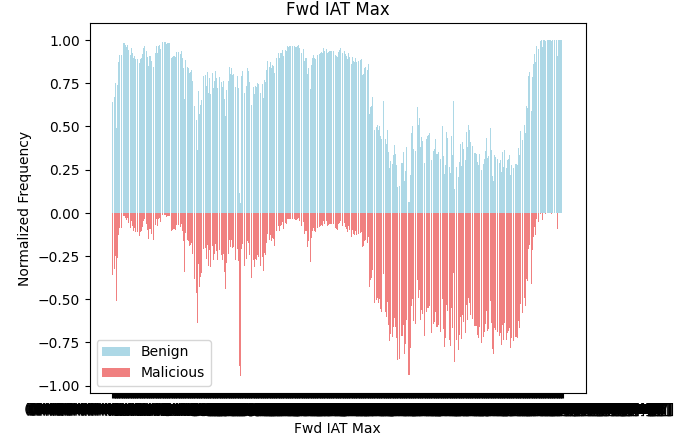 Fwd IAT Max
1.00
0.75
0.50
0.25
0.00
−0.25
−0.50
−0.75
−1.00
Normalized Frequency
Benign
Malicious
Fwd IAT Max